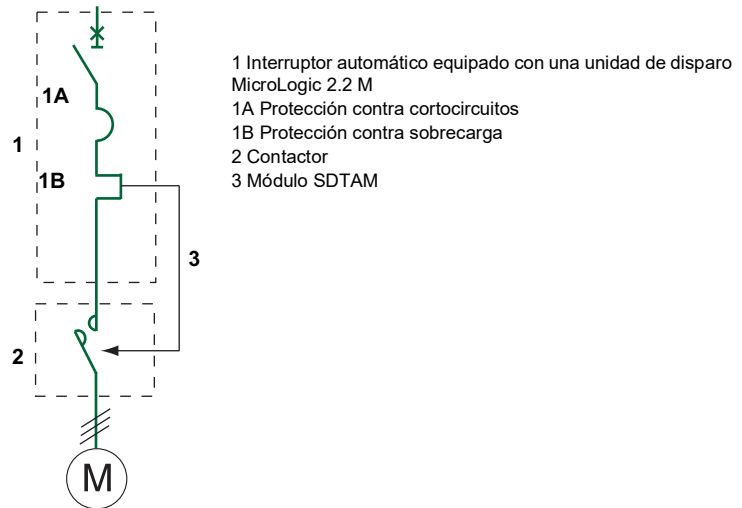 1 Interruptor automático equipado con una unidad de disparo
MicroLogic 2.2 M
1A Protección contra cortocircuitos
1B Protección contra sobrecarga
2 Contactor
3 Módulo SDTAM
1A
1
1B
3
2
M